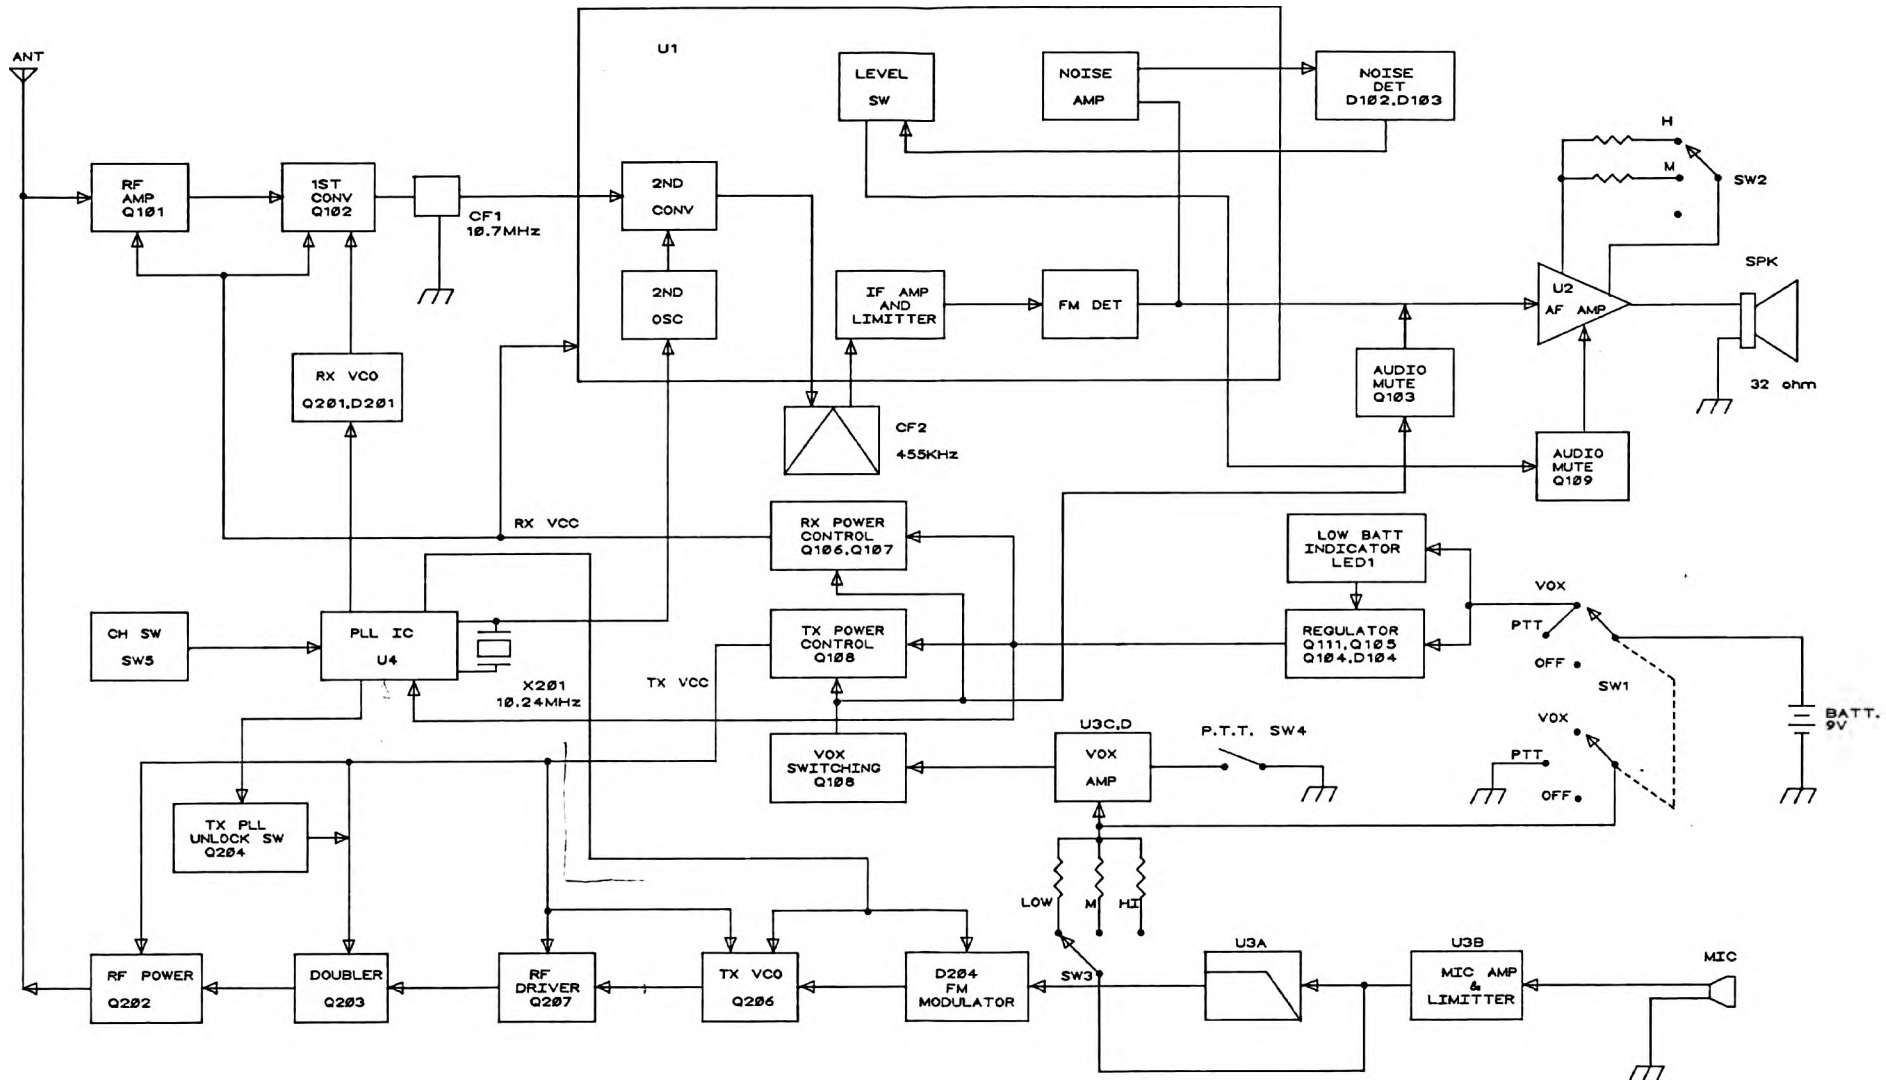 ANT
U1
LEVEL
SW
NOISE
AMP
NOISE
DET
D102.D103
H
M
SW2
RF
AMP
Q101
1ST
CONV
Q102
CF1
10.7MHz
2ND
CONV
2ND
OSC
IF AMP
AND
LIMITTER
FM DET
U2
AF AMP
SPK
32 ohm
RX VCO
Q201.D201
CF2
455KHz
AUDIO
MUTE
Q103
AUDIO
MUTE
Q109
RX VCC
RX POWER
CONTROL
Q106.Q107
LOW BATT
INDICATOR
LED1
VOX
PTT
OFF
SW1
CH SW
SW5
PLL IC
U4
X201
10.24MHz
TX VCC
TX POWER
CONTROL
Q108
REGULATOR
Q111.Q105
Q104.D104
BATT.
9V
VOX
SWITCHING
Q108
U3C.D
VOX
AMP
P.T.T. SW4
VOX
PTT
OFF
TX PLL
UNLOCK SW
Q204
LOW
M
HI
SW3
RF POWER
Q202
DOUBLER
Q203
RF
DRIVER
Q207
TX VCO
Q206
D204
FM
MODULATOR
U3A
U3B
MIC AMP
&
LIMITTER
MIC